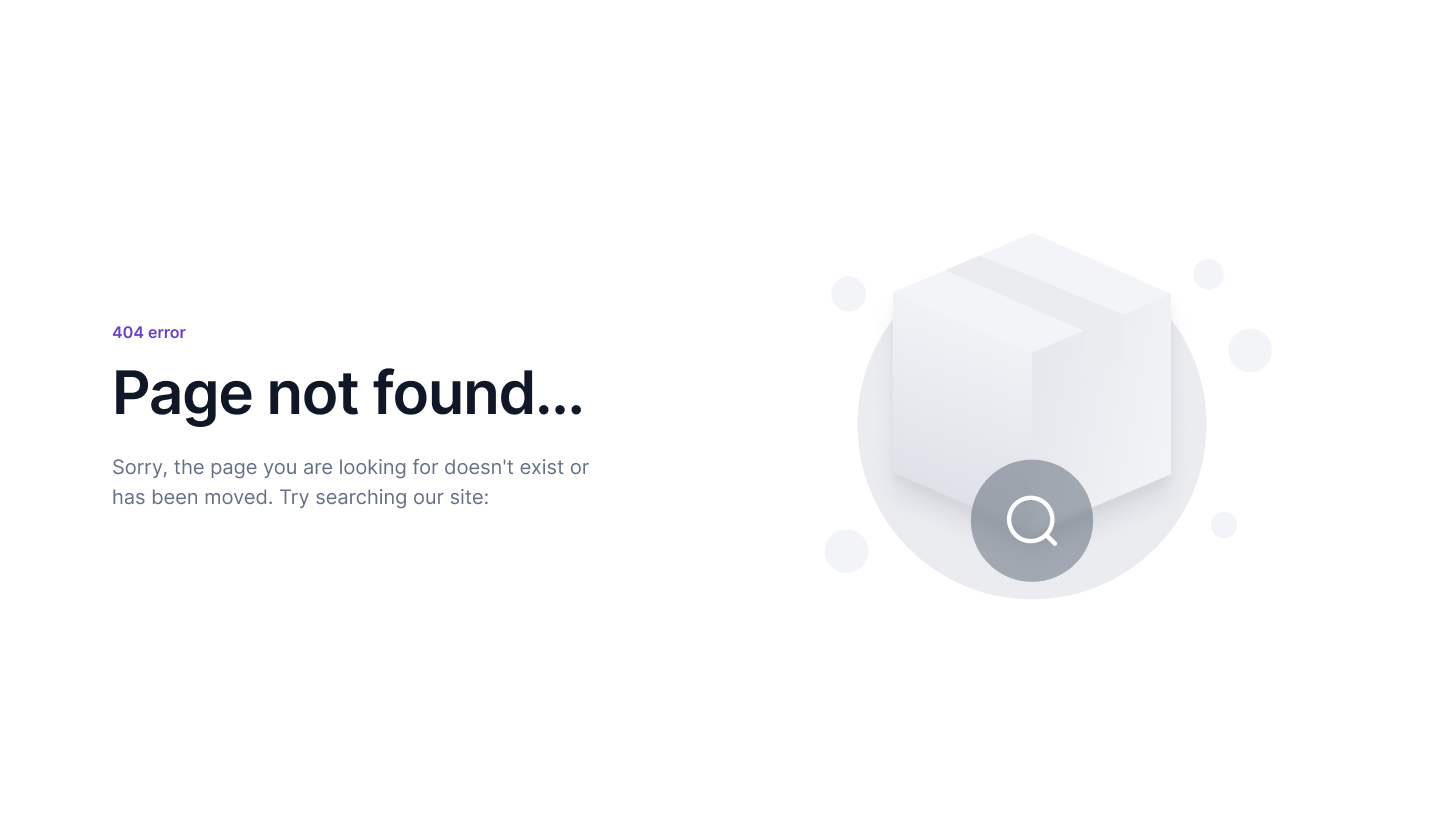 404 error
Page not found...
Sorry, the page you are looking for doesn't exist or
has been moved. Try searching our site: